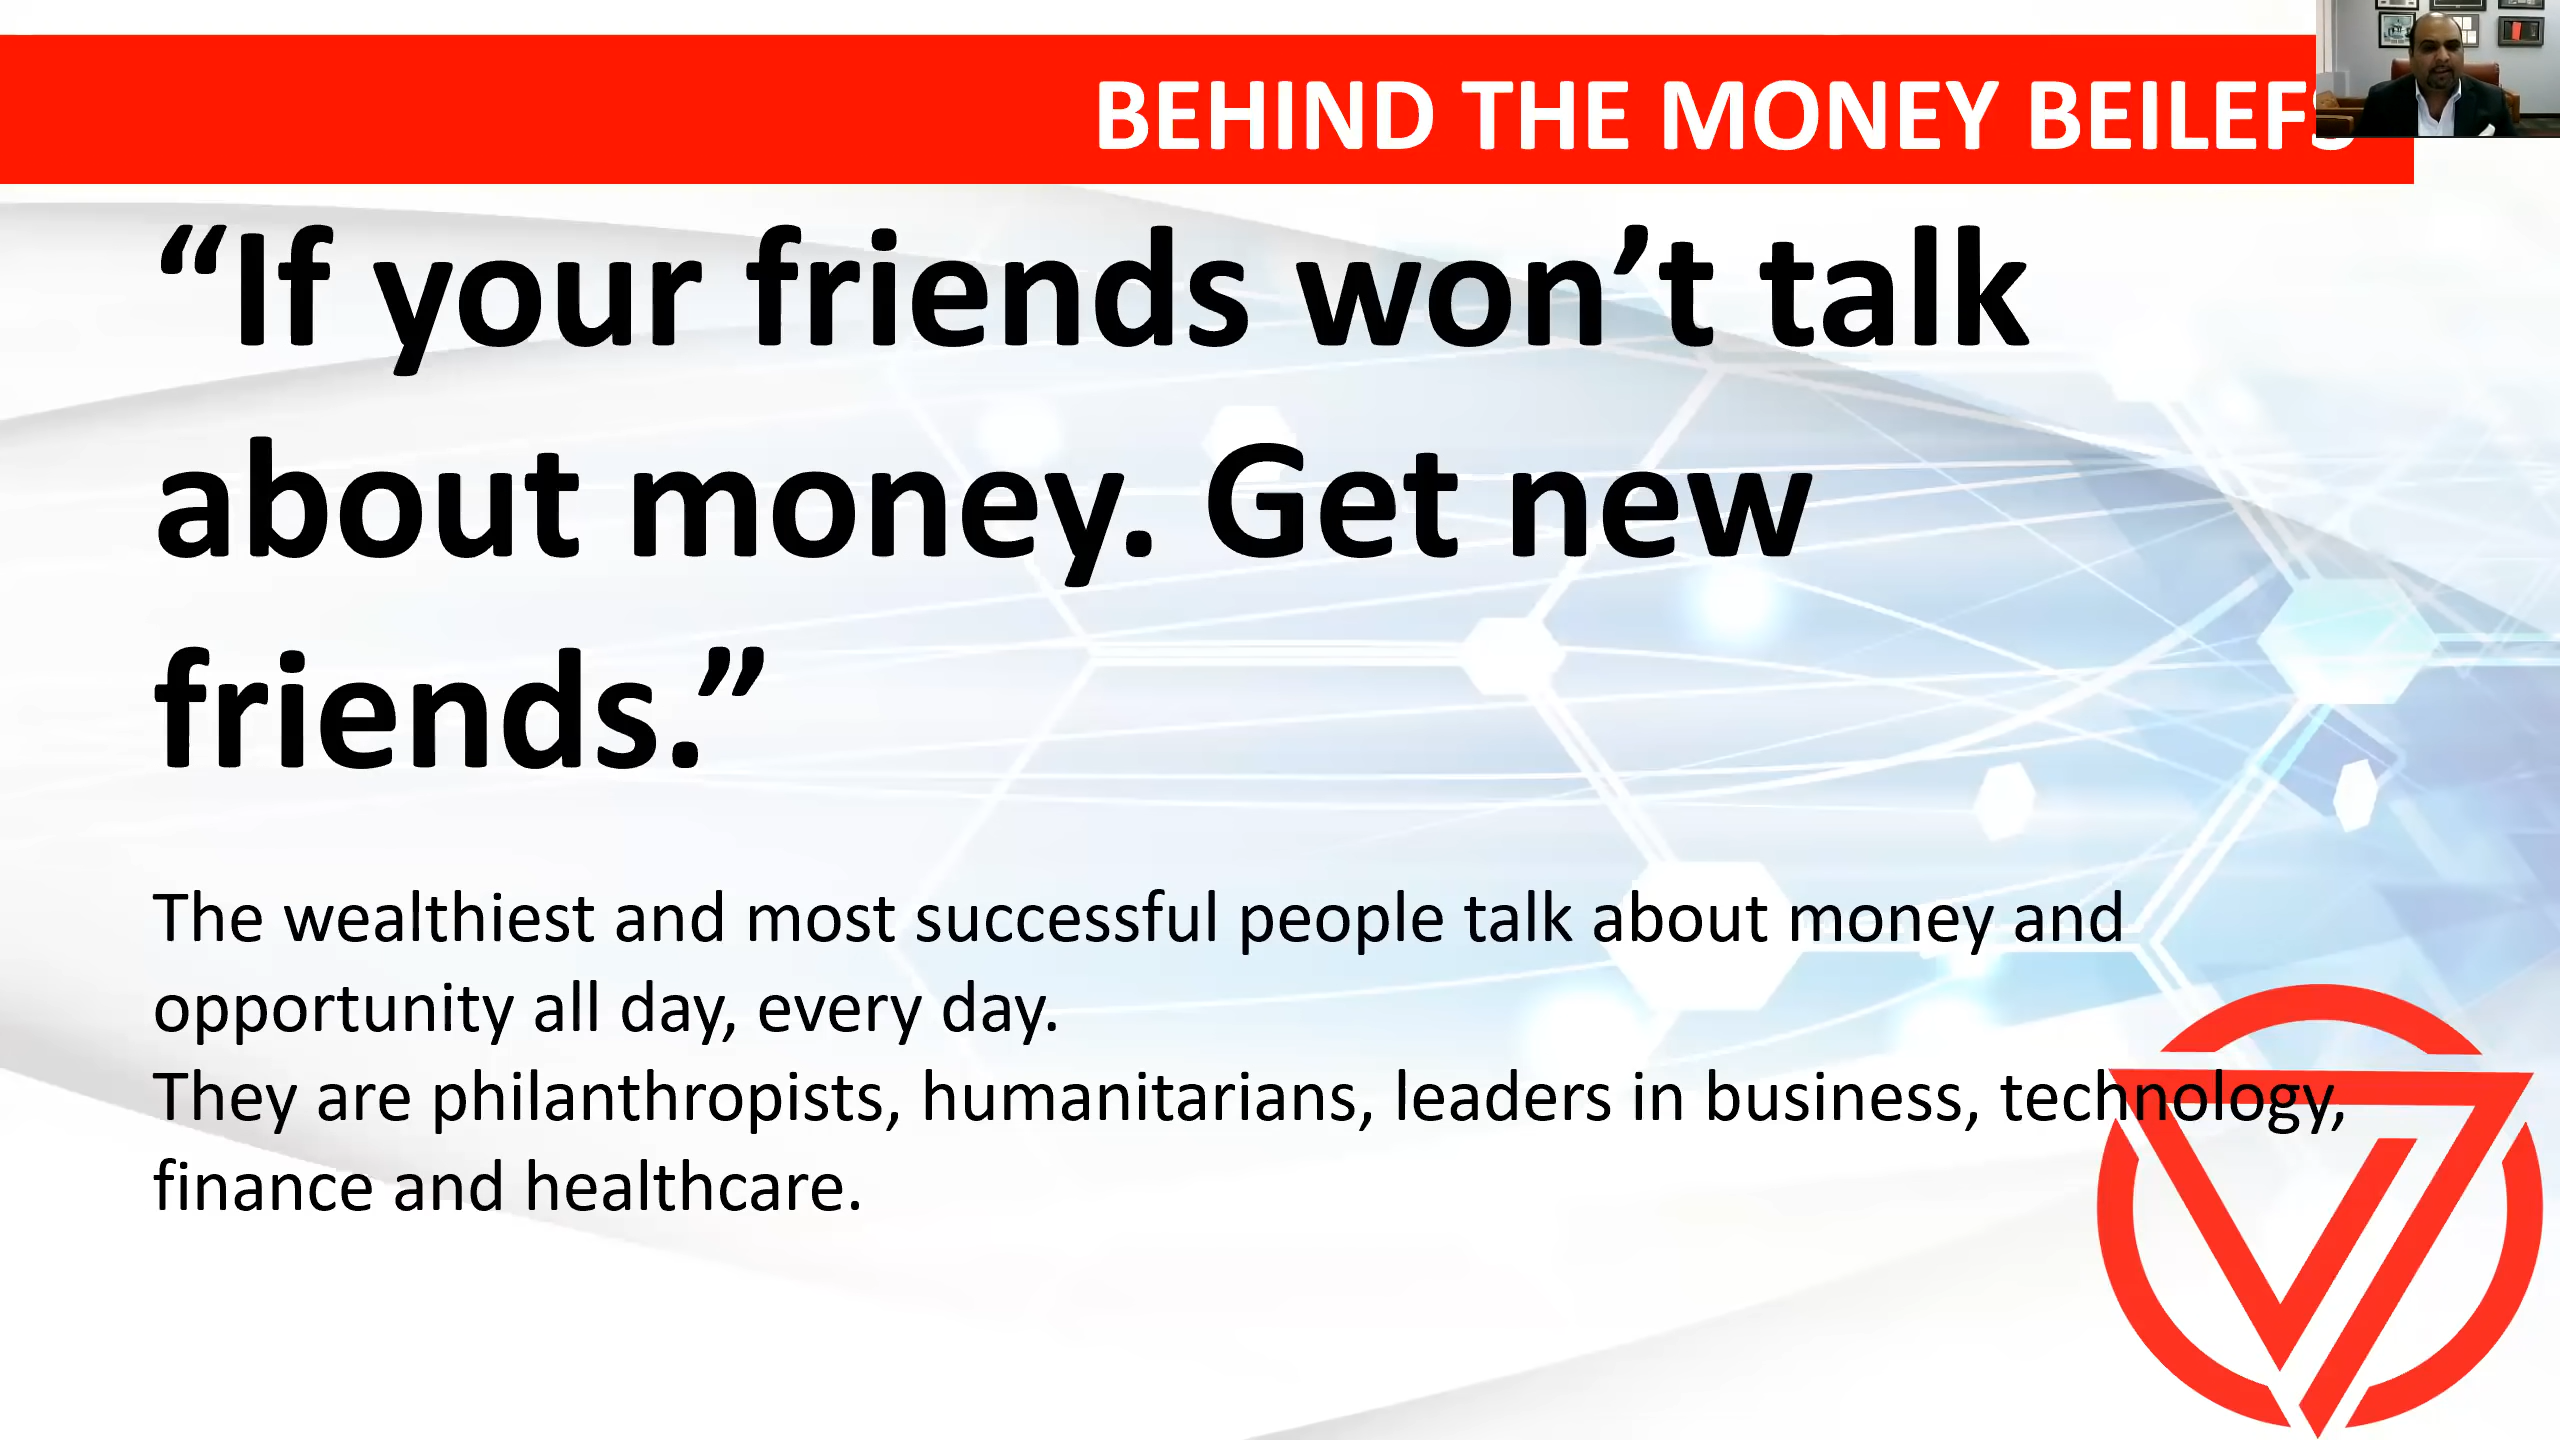 BEHIND THE MONEY BEILEFS
“If your friends won’t talk
about money. Get new
friends.”
The wealthiest and most successful people talk about money and
opportunity all day, every day.
They are philanthropists, humanitarians, leaders in business, technology,
finance and healthcare.